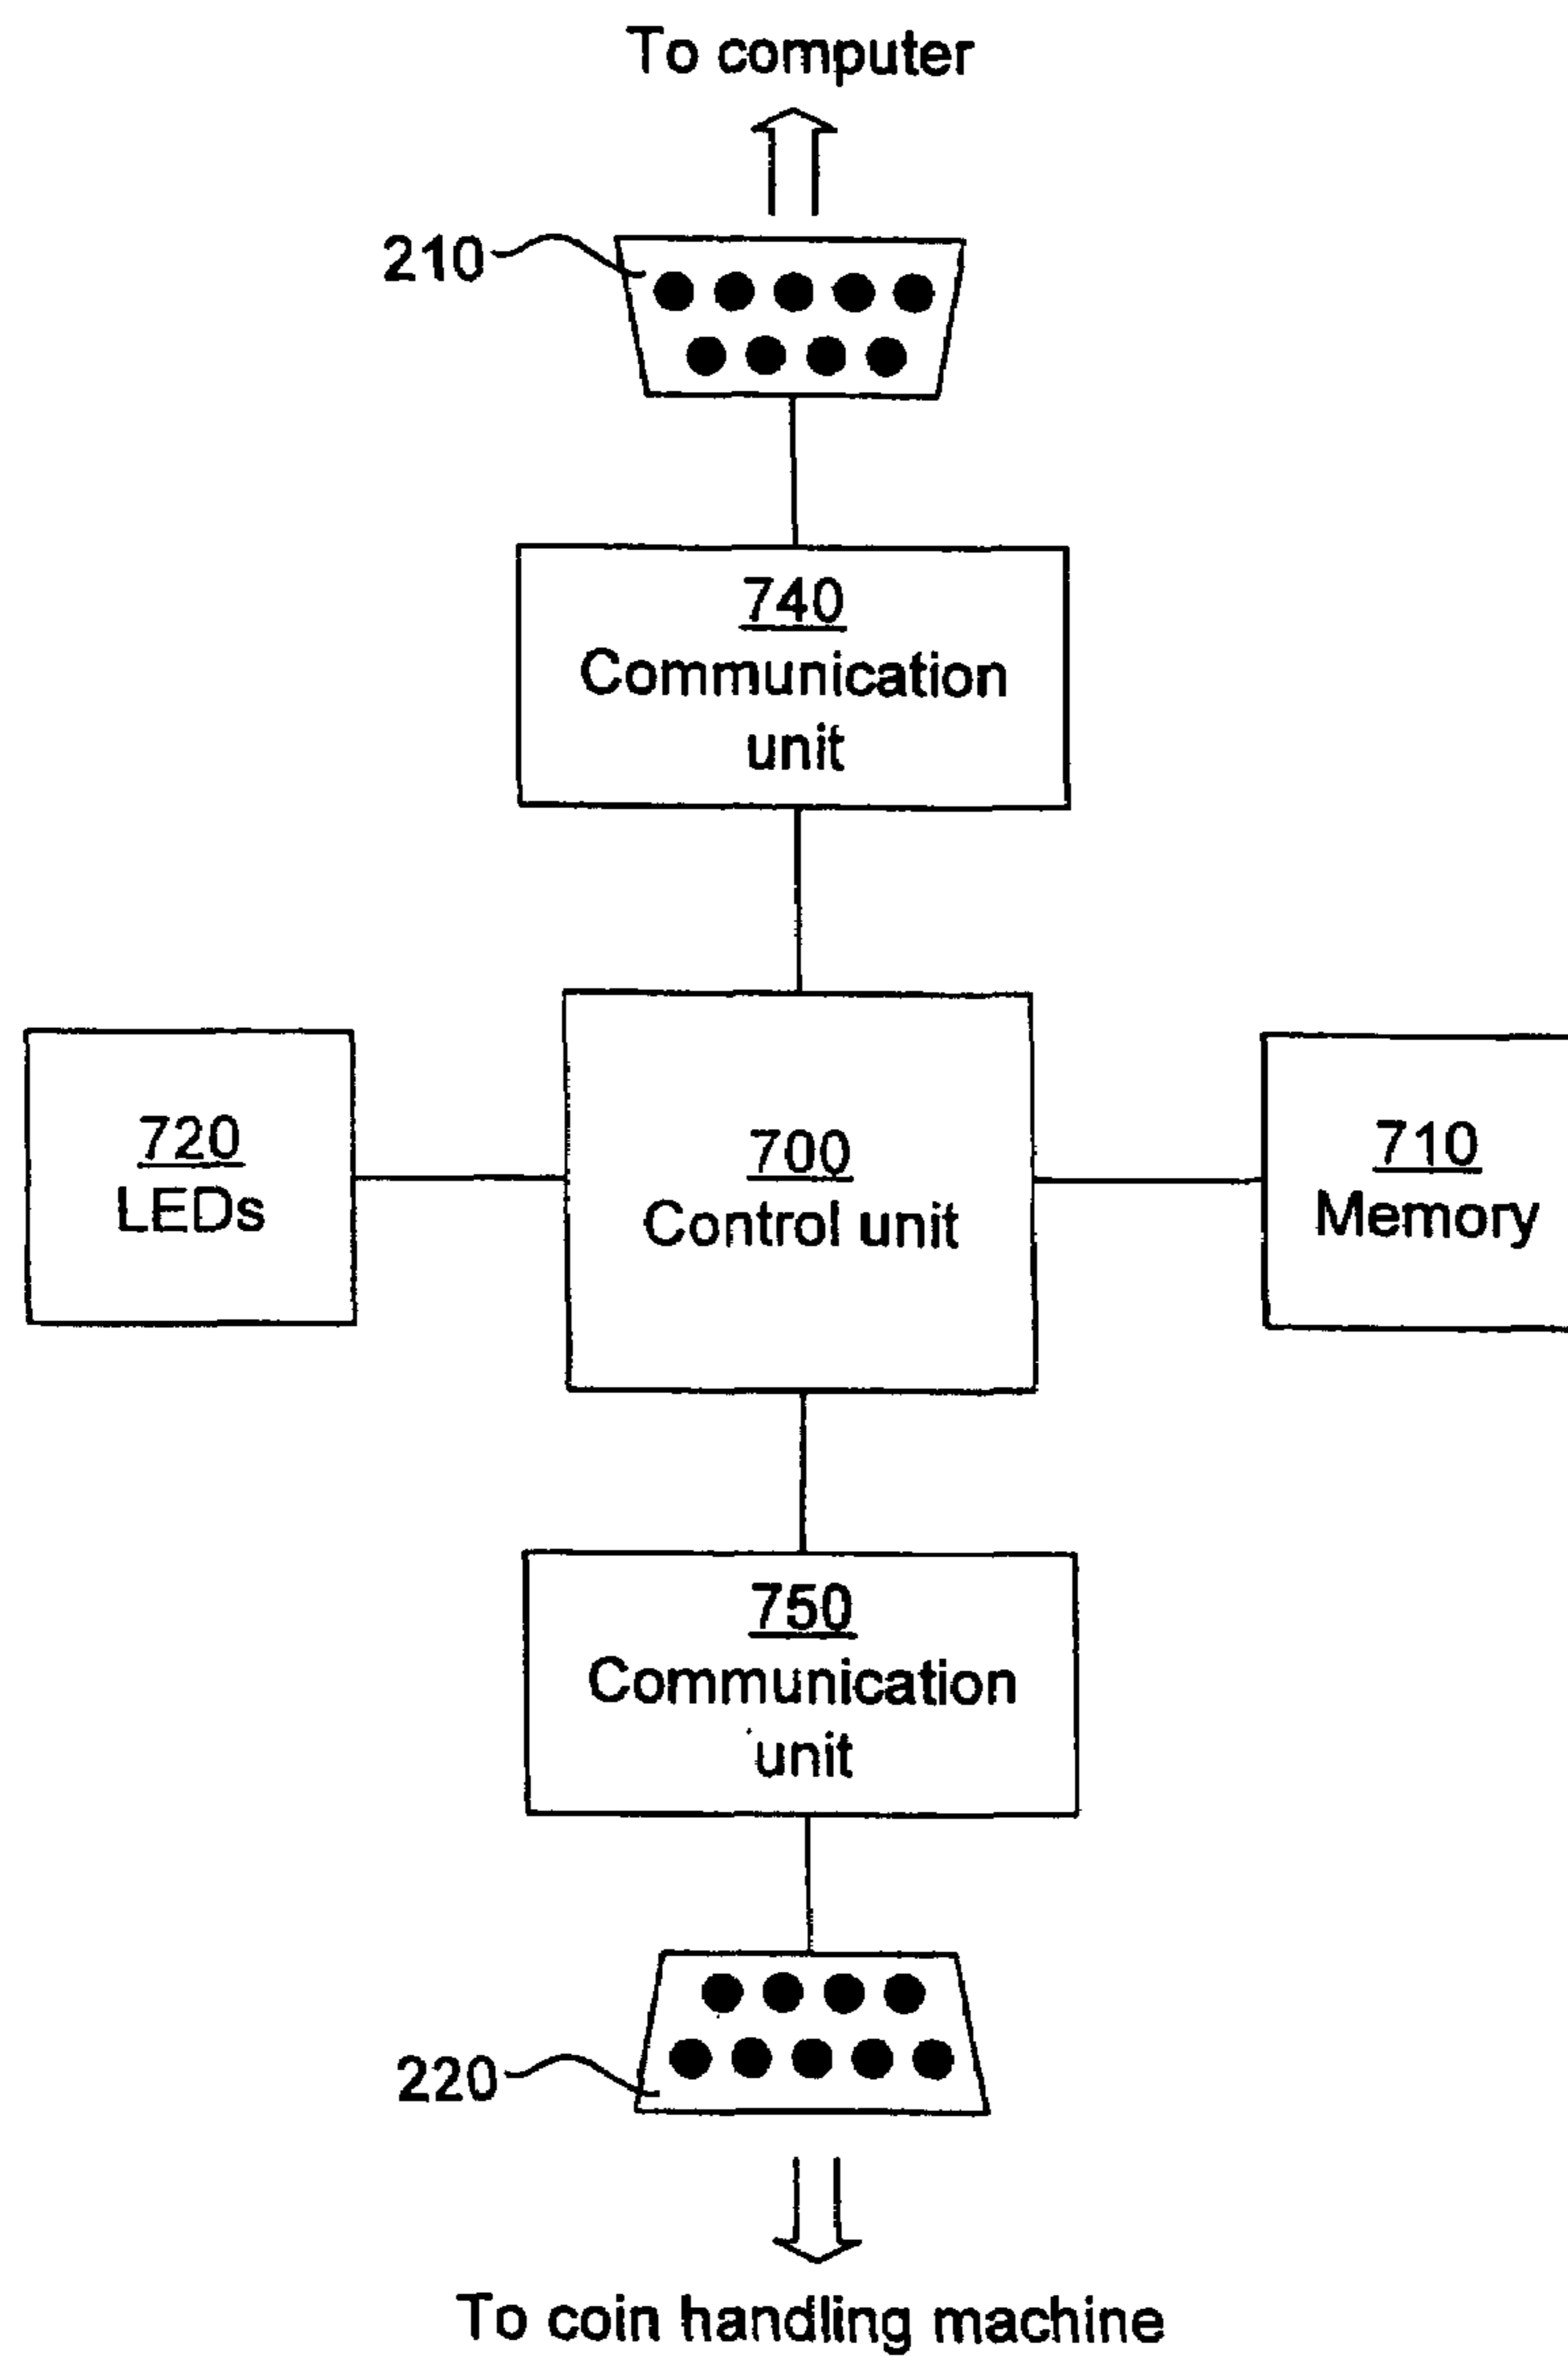 To computer
210
740
Communication
unit
720
LEDs
700
Control unit
710
Memory
750
Communication
unit
220
To coin handling machine